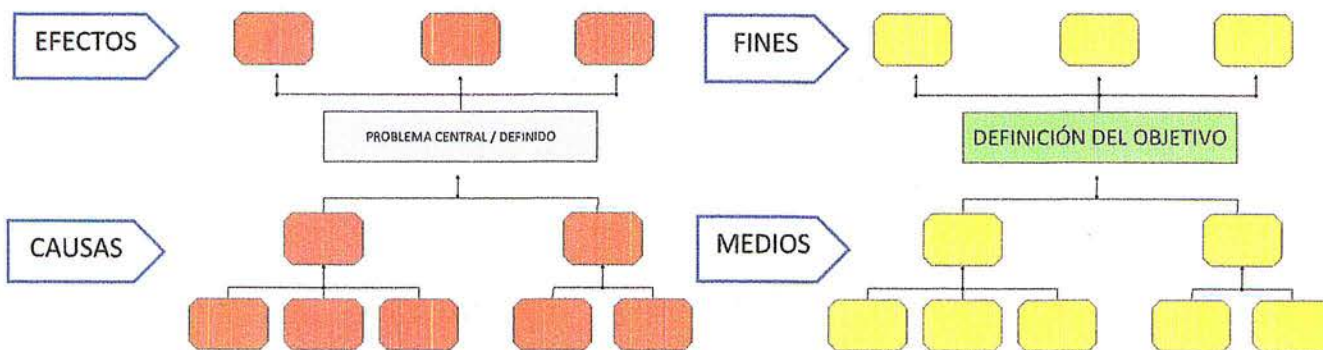 EFECTOS
FINES
PROBLEMA CENTRAL / DEFINIDO
DEFINICIÓN DEL OBJETIVO
CAUSAS
MEDIOS